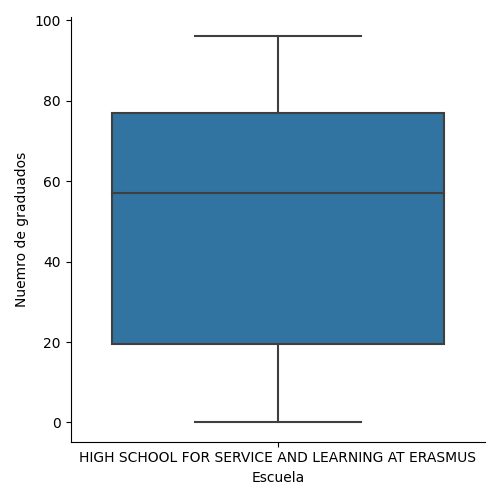 100
80
60
40
20
0
Nuemro de graduados
HIGH SCHOOL FOR SERVICE AND LEARNING AT ERASMUS
Escuela